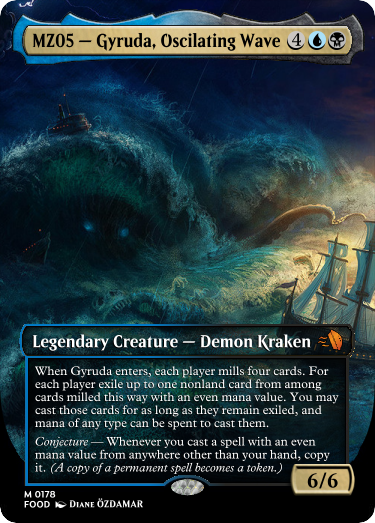 MZ05 — Gyruda, Oscilating Wave 4
Legendary Creature — Demon Kraken
When Gyruda enters, each player mills four cards. For
each player exile up to one nonland card from among
cards milled this way with an even mana value. You may
cast those cards for as long as they remain exiled, and
mana of any type can be spent to cast them.
Conjecture — Whenever you cast a spell with an even
mana value from anywhere other than your hand, copy
it. (A copy of a permanent spell becomes a token.)
6/6
M 0178
FOOD Diane ÖZDAMAR